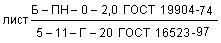 Б – ПН – 0 – 2,0 ГОСТ 19904-74
лист
5 – 11 – Г – 20 ГОСТ 16523-97